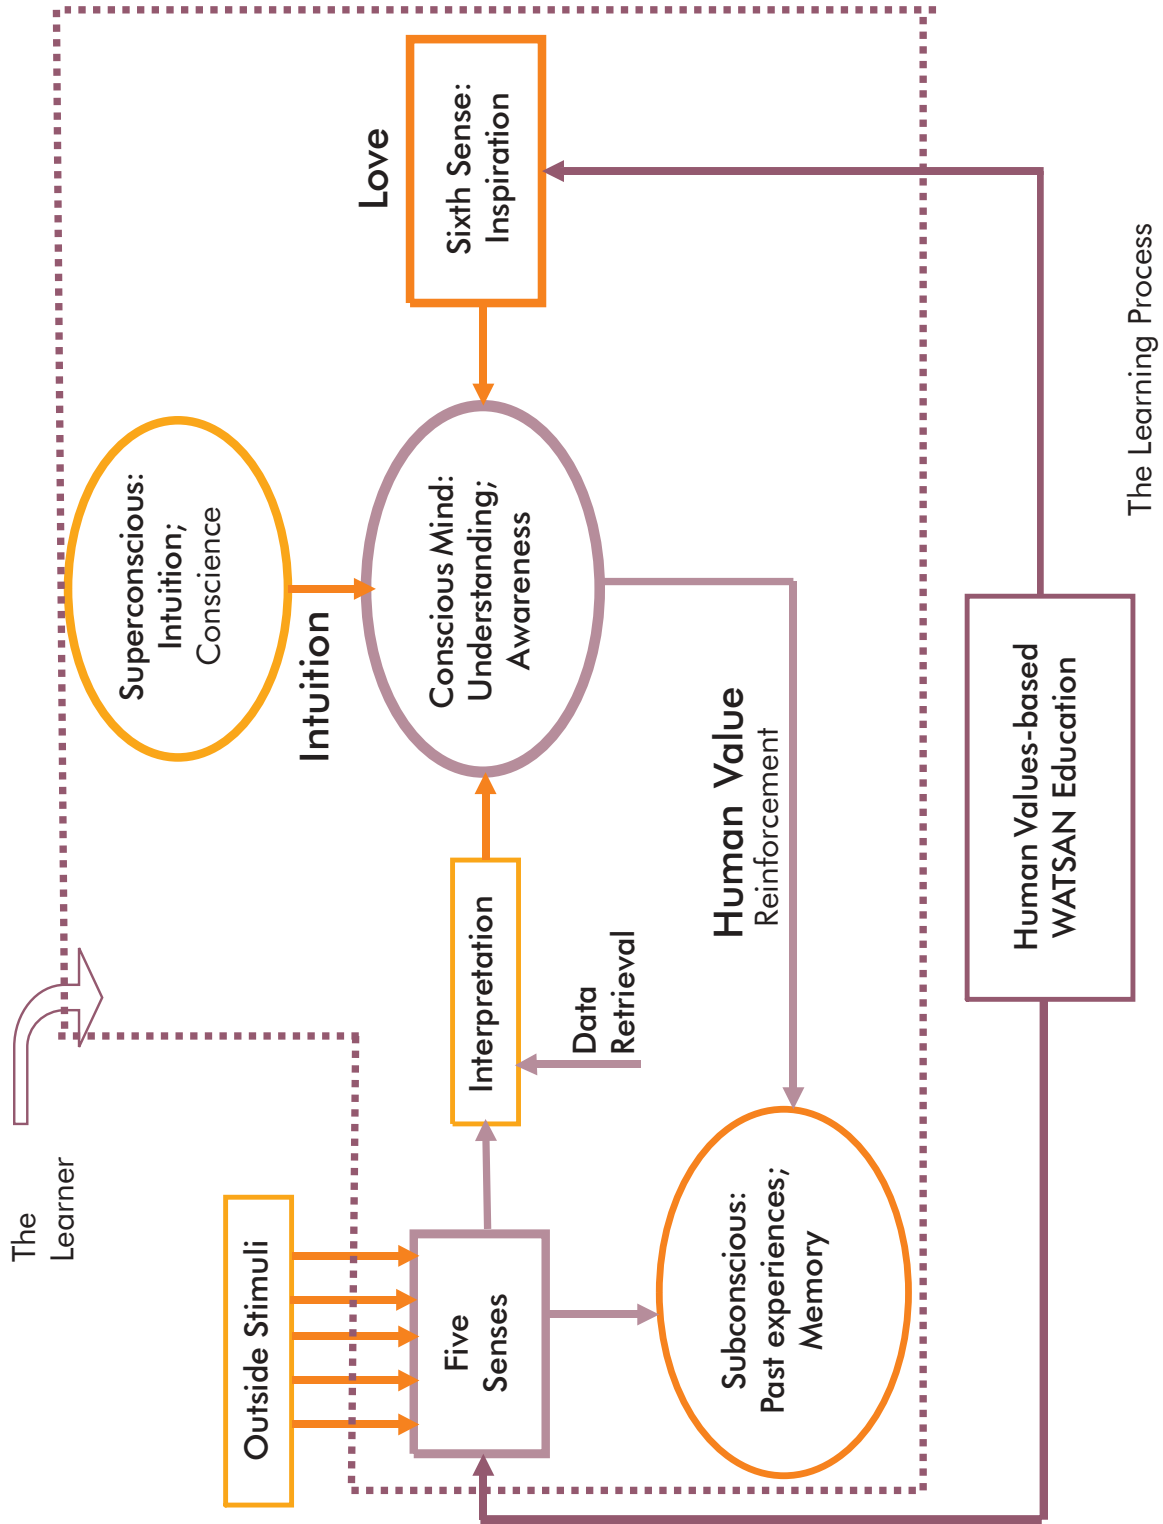 The
Learner
Outside Stimuli
Superconscious:
Intuition;
Conscience
Intuition
Love
Five
Senses
Interpretation
Conscious Mind:
Understanding;
Awareness
Sixth Sense:
Inspiration
Data
Retrieval
Human Value
Reinforcement
Subconscious:
Past experiences;
Memory
Human Values-based
WATSAN Education
The Learning Process